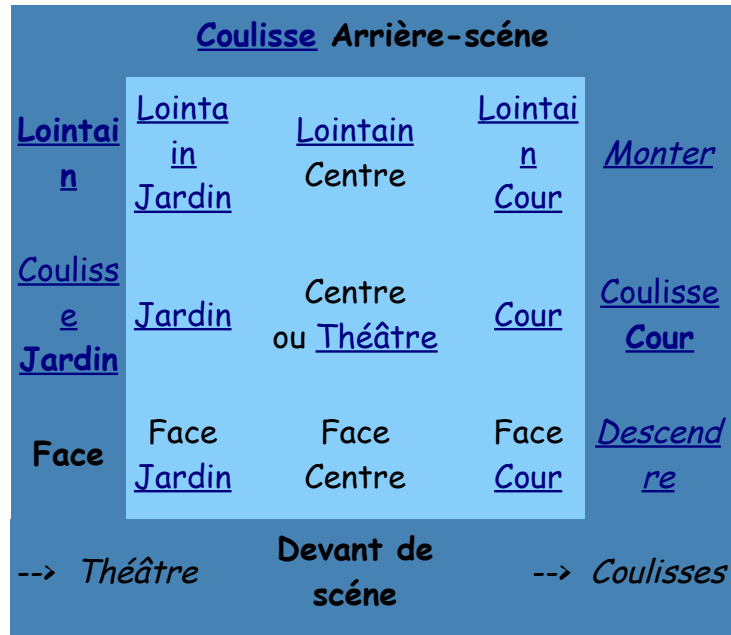 Coulisse Arrière-scéne
Lointai
n
Lointa
in
Jardin
Lointain
Centre
Lointai
n
Cour
Monter
Couliss
e
Jardin
Jardin
Centre
ou Théâtre
Cour
Coulisse
Cour
Face
Face
Jardin
Face
Centre
Face
Cour
Descend
re
--> Théâtre
Devant de
scéne
--> Coulisses